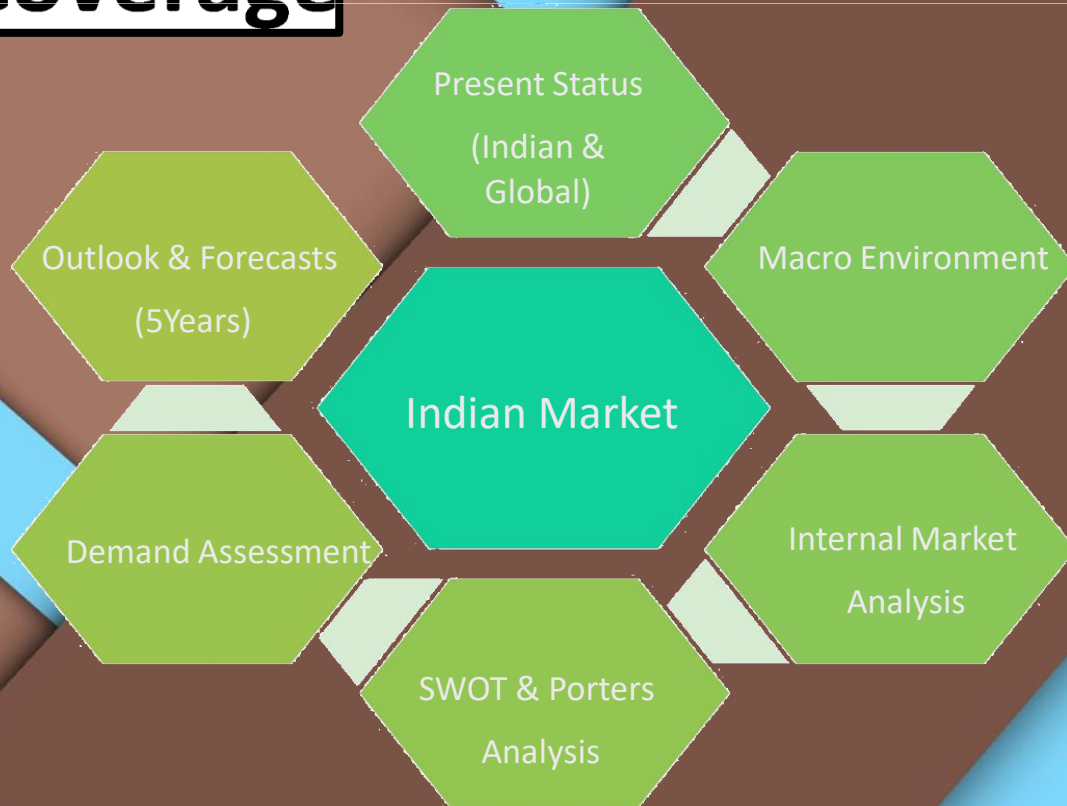 Coverage
Present Status
(Indian &
Global)
Macro Environment
Internal Market
Analysis
SWOT & Porters
Analysis
Demand Assessment
Outlook & Forecasts
(5Years)
Indian Market